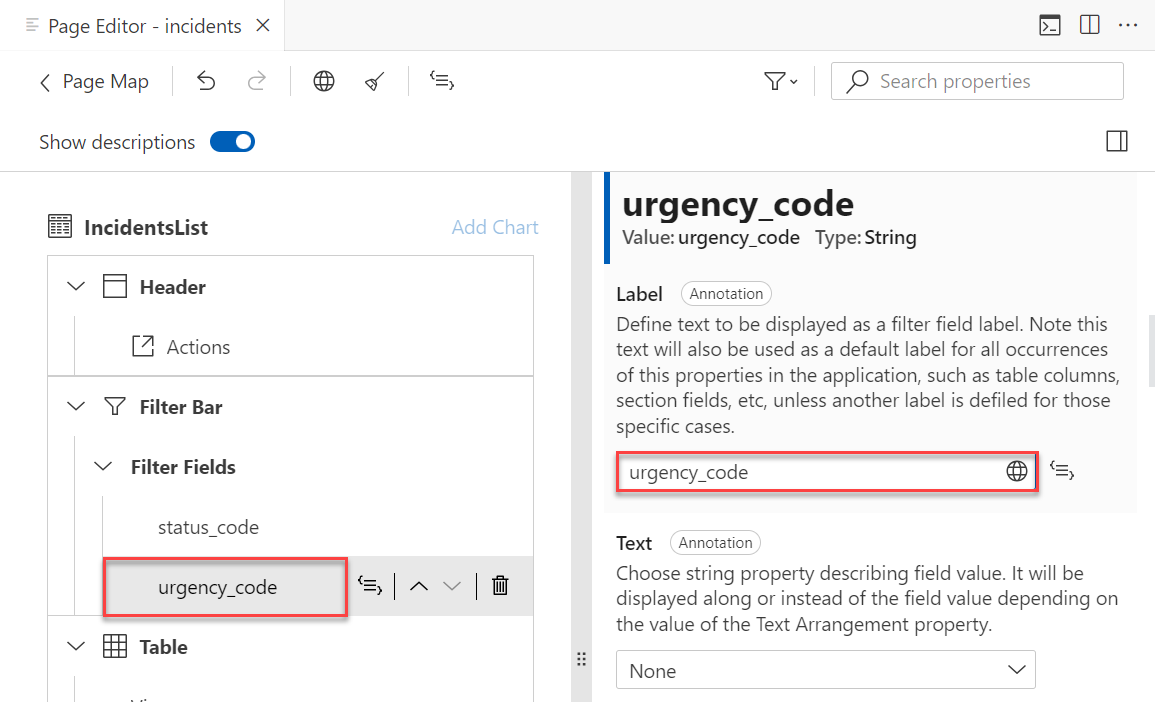 Page Editor - incidents
Page Map
Search properties
Show descriptions
IncidentsList
Add Chart
Header
Actions
Filter Bar
Filter Fields
status_code
urgency_code
Table
urgency_code
Value: urgency_code Type: String
Label Annotation
Define text to be displayed as a filter field label. Note this
text will also be used as a default label for all occurrences
of this properties in the application, such as table columns,
section fields, etc, unless another label is defiled for those
specific cases.
urgency_code
Text Annotation
Choose string property describing field value. It will be
displayed along or instead of the field value depending on
the value of the Text Arrangement property.
None